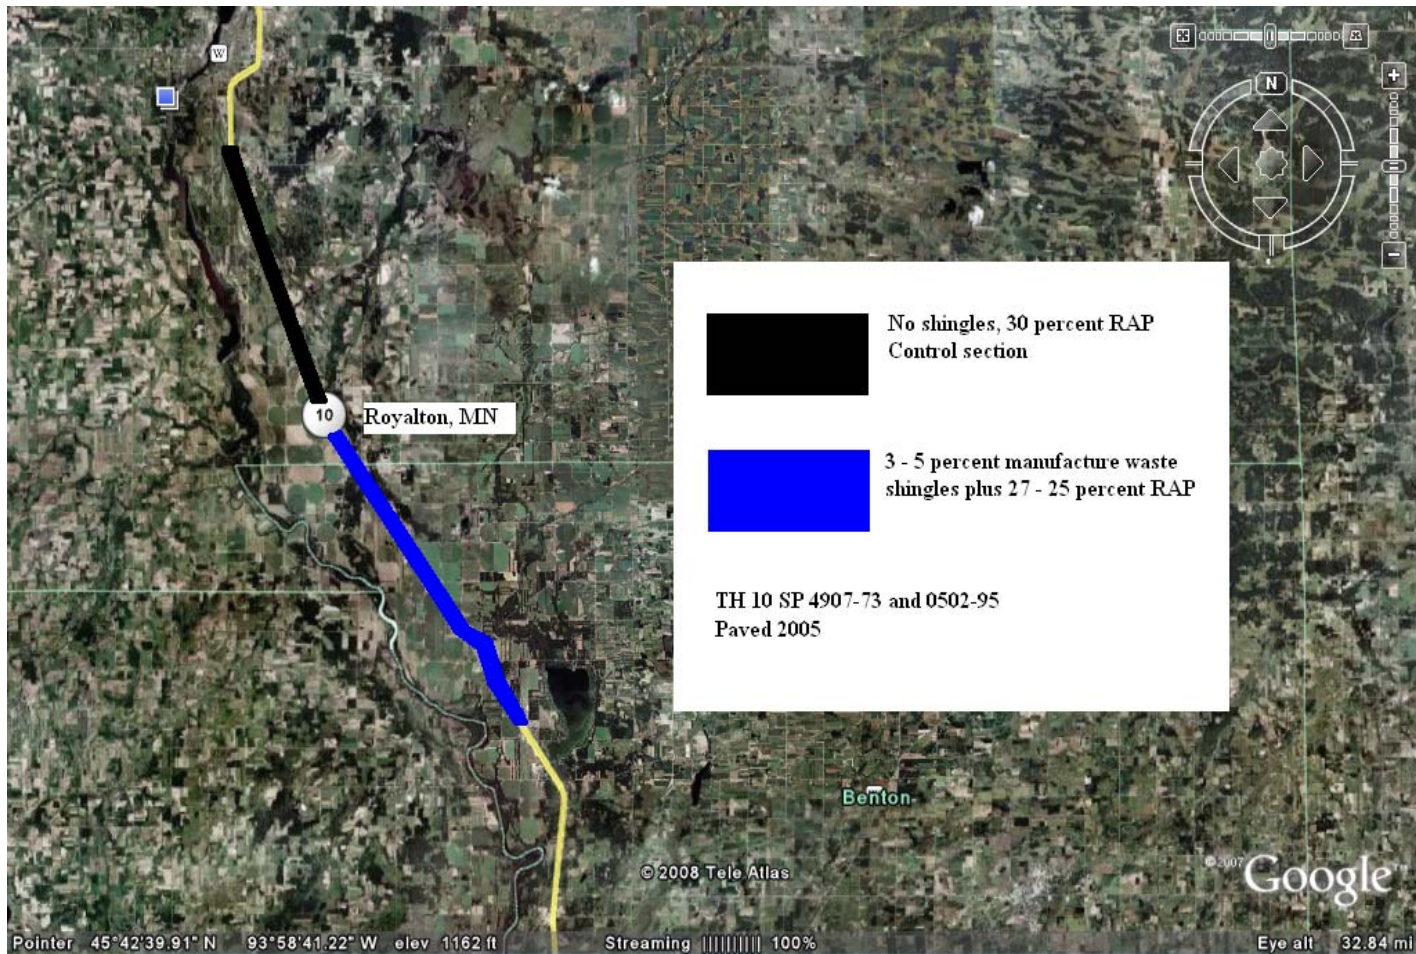 W
N
No shingles, 30 percent RAP
Control section
10
Royalton, MN
3 - 5 percent manufacture waste
shingles plus 27 - 25 percent RAP
TH 10 SP 4907-73 and 0502-95
Paved 2005
Benton
© 2008 Tele Atlas
©2007 Google™
Pointer 45°42'39.91" N 93°58'41.22" W elev 1162 ft Streaming |||||||||| 100% Eye alt 32.84 mi